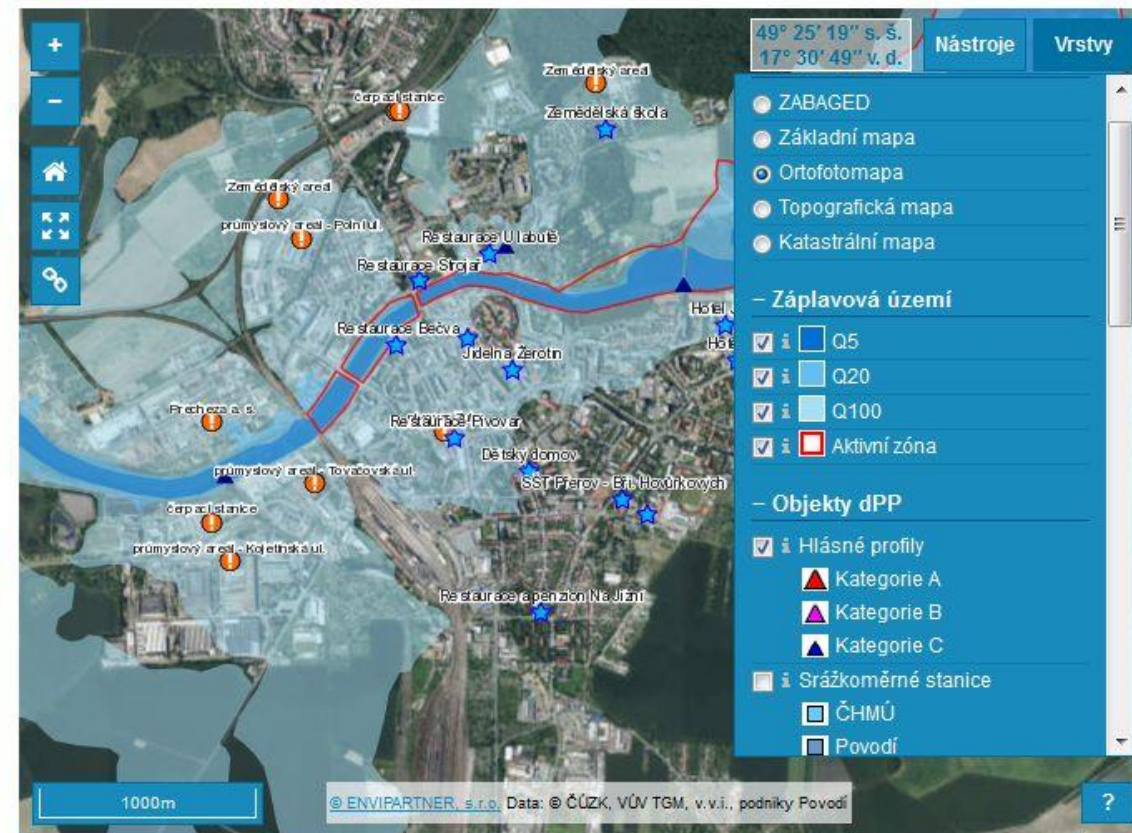 +
49° 25′ 19″ s. š.
17° 30′ 49″ v. d.
Nástroje
Vrstvy
−
Zemědělský areál
čerpací stanice
Zemědělská škola
Zemědělský areál
průmyslový areál - Polní ul.
Restaurace U labutě
Restaurace Strojař
Hotel
Restaurace Bečva
Jídelna Žerotín
Precheza a. s.
Restaurace Pivovar
Dětský domov
průmyslový areál - Tovačovská ul.
SŠT Přerov - Bří. Hovůrkových
čerpací stanice
průmyslový areál - Kojetínská ul.
Restaurace a penzion Na Jižní
ZABAGED
Základní mapa
Ortofotomapa
Topografická mapa
Katastrální mapa
– Záplavová území
i Q5
i Q20
i Q100
i Aktivní zóna
– Objekty dPP
i Hlásné profily
Kategorie A
Kategorie B
Kategorie C
i Srážkoměrné stanice
ČHMÚ
Povodí
1000m
© ENVIPARTNER, s.r.o. Data: © ČÚZK, VÚV TGM, v.v.i., podniky Povodí
?